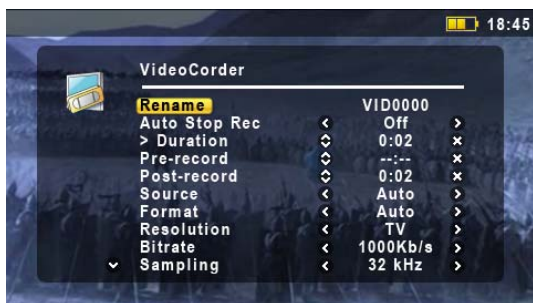 18:45
VideoCorder
Rename VID0000
Auto Stop Rec Off
> Duration 0:02
Pre-record --:--
Post-record 0:02
Source Auto
Format Auto
Resolution TV
Bitrate 1000Kb/s
Sampling 32 kHz